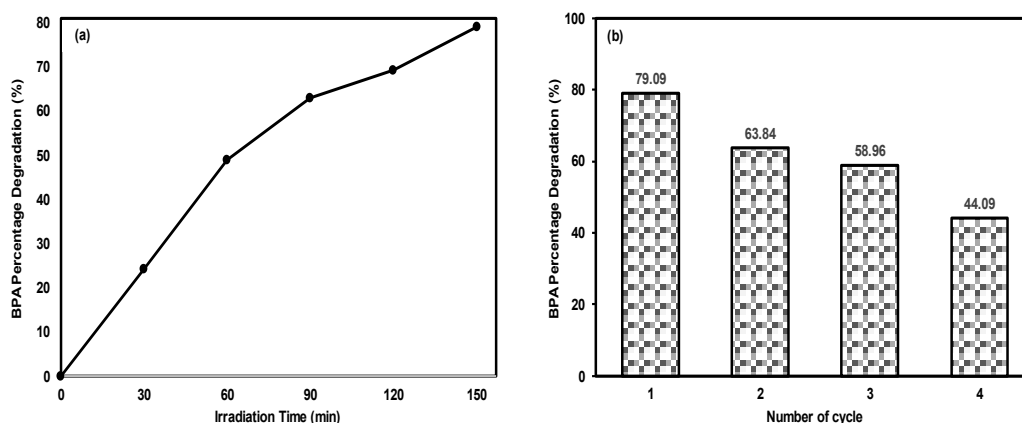 (a)
BPA Percentage Degradation (%)
80
70
60
50
40
30
20
10
0
0 30 60 90 120 150
Irradiation Time (min)
(b)
BPA Percentage Degradation (%)
100
80
60
40
20
0
79.09
63.84
58.96
44.09
1 2 3 4
Number of cycle